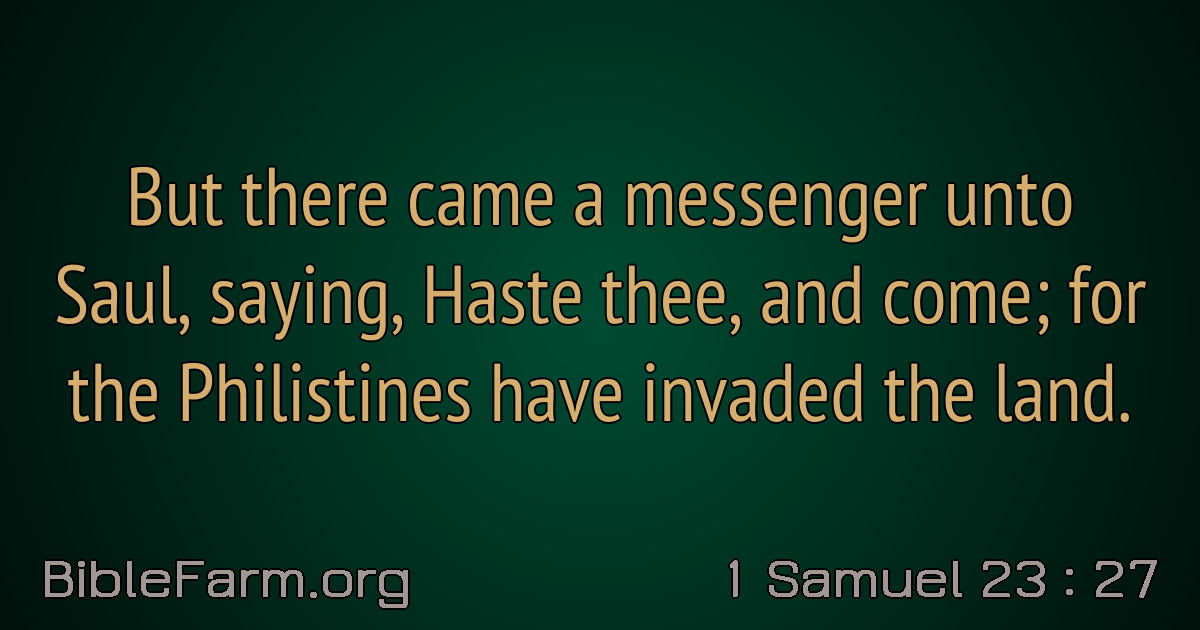 But there came a messenger unto
Saul, saying, Haste thee, and come; for
the Philistines have invaded the land.
BibleFarm.org
1 Samuel 23 : 27